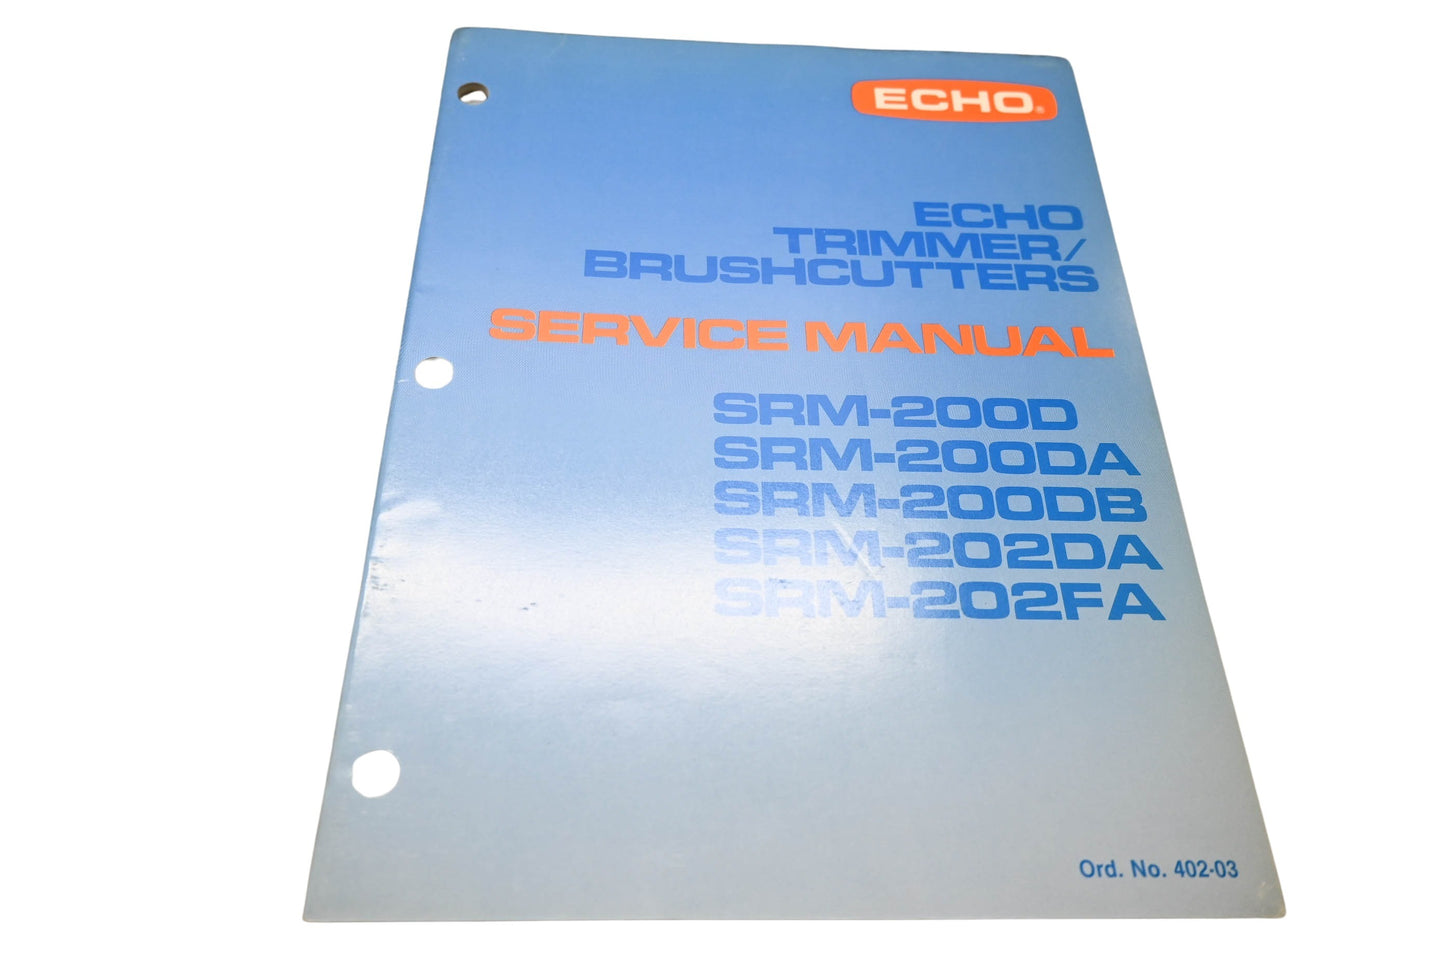 ECHO®
ECHO
TRIMMER/
BRUSHCUTTERS
SERVICE MANUAL
SRM-200D
SRM-200DA
SRM-200DB
SRM-202DA
SRM-202FA
Ord. No. 402-03